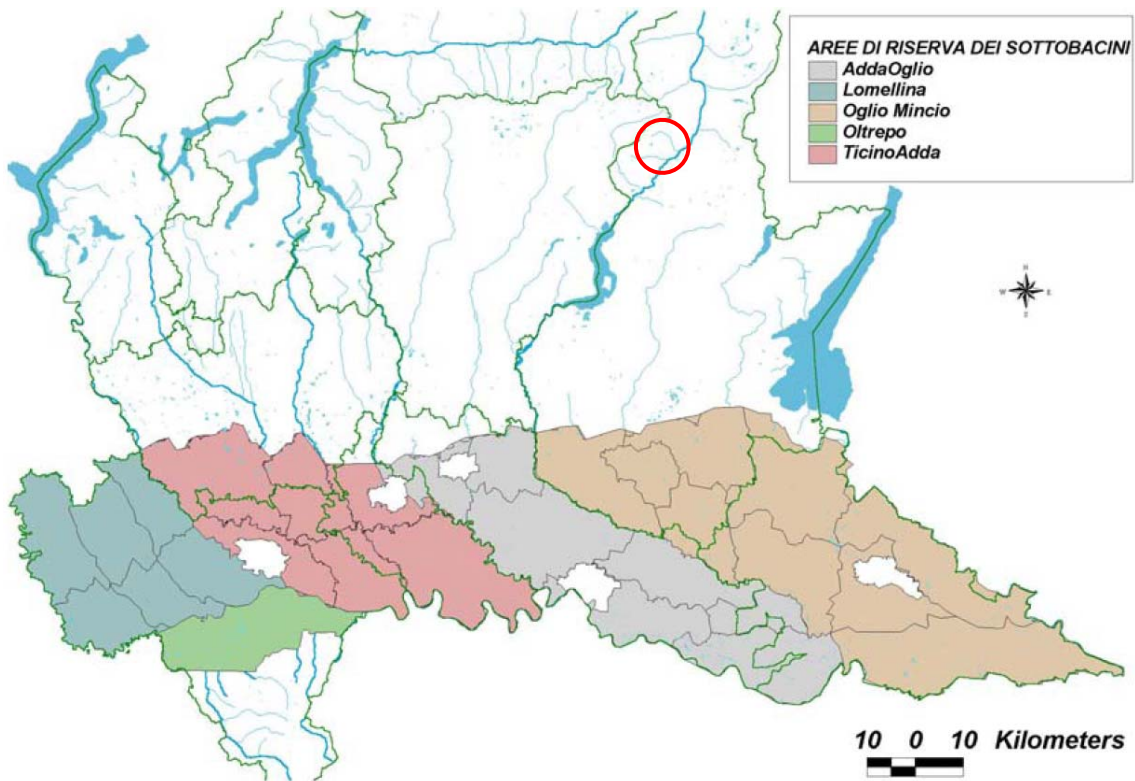 AREE DI RISERVA DEI SOTTOBACINI
AddaOglio
Lomellina
Oglio Mincio
Oltrepo
TicinoAdda
N
W E
S
10 0 10 Kilometers